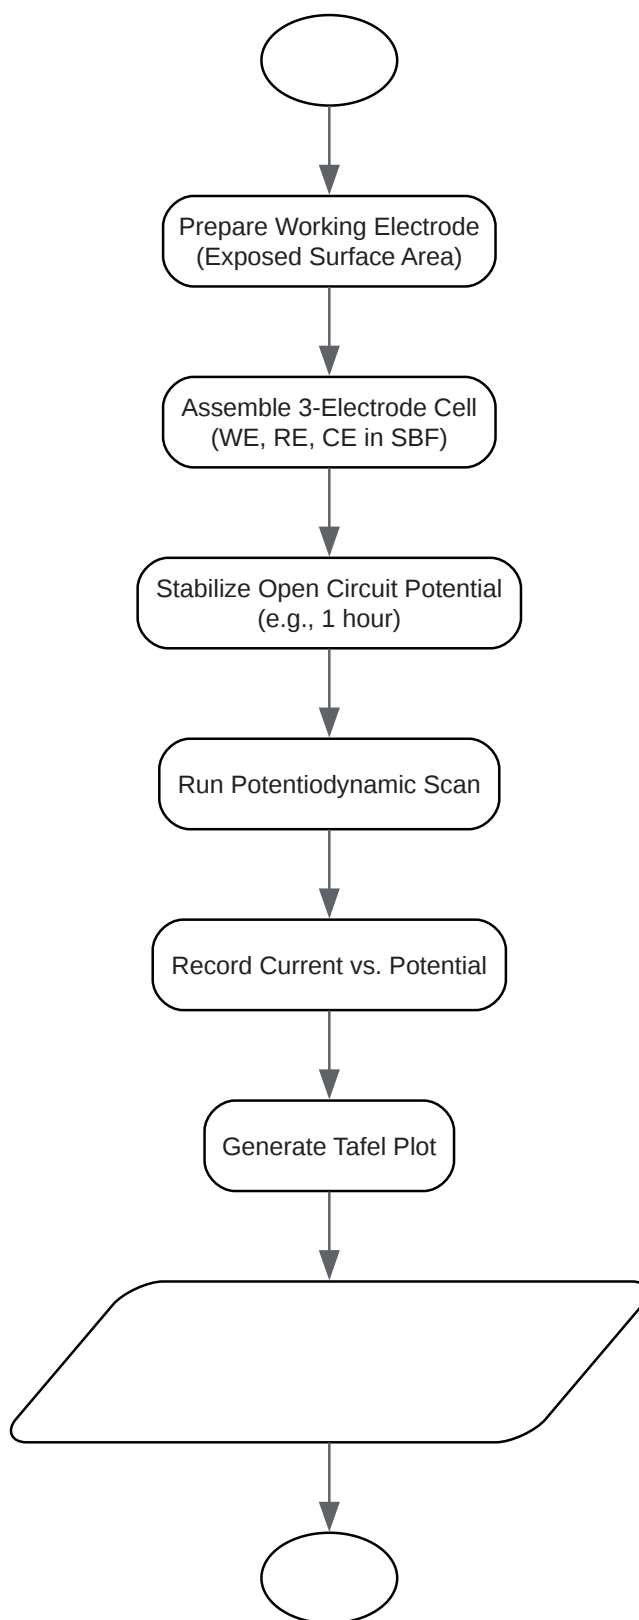 Prepare Working Electrode
(Exposed Surface Area)
Assemble 3-Electrode Cell
(WE, RE, CE in SBF)
Stabilize Open Circuit Potential
(e.g., 1 hour)
Run Potentiodynamic Scan
Record Current vs. Potential
Generate Tafel Plot